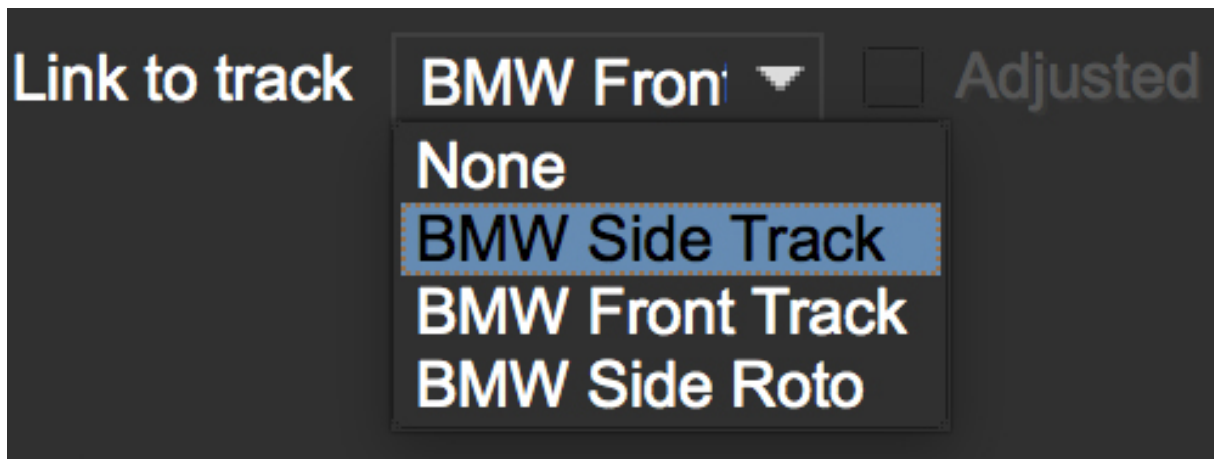 Link to track BMW Front Adjusted
None
BMW Side Track
BMW Front Track
BMW Side Roto